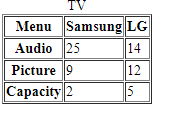 TV
Menu Samsung LG
Audio 25 14
Picture 9 12
Capacity 2 5